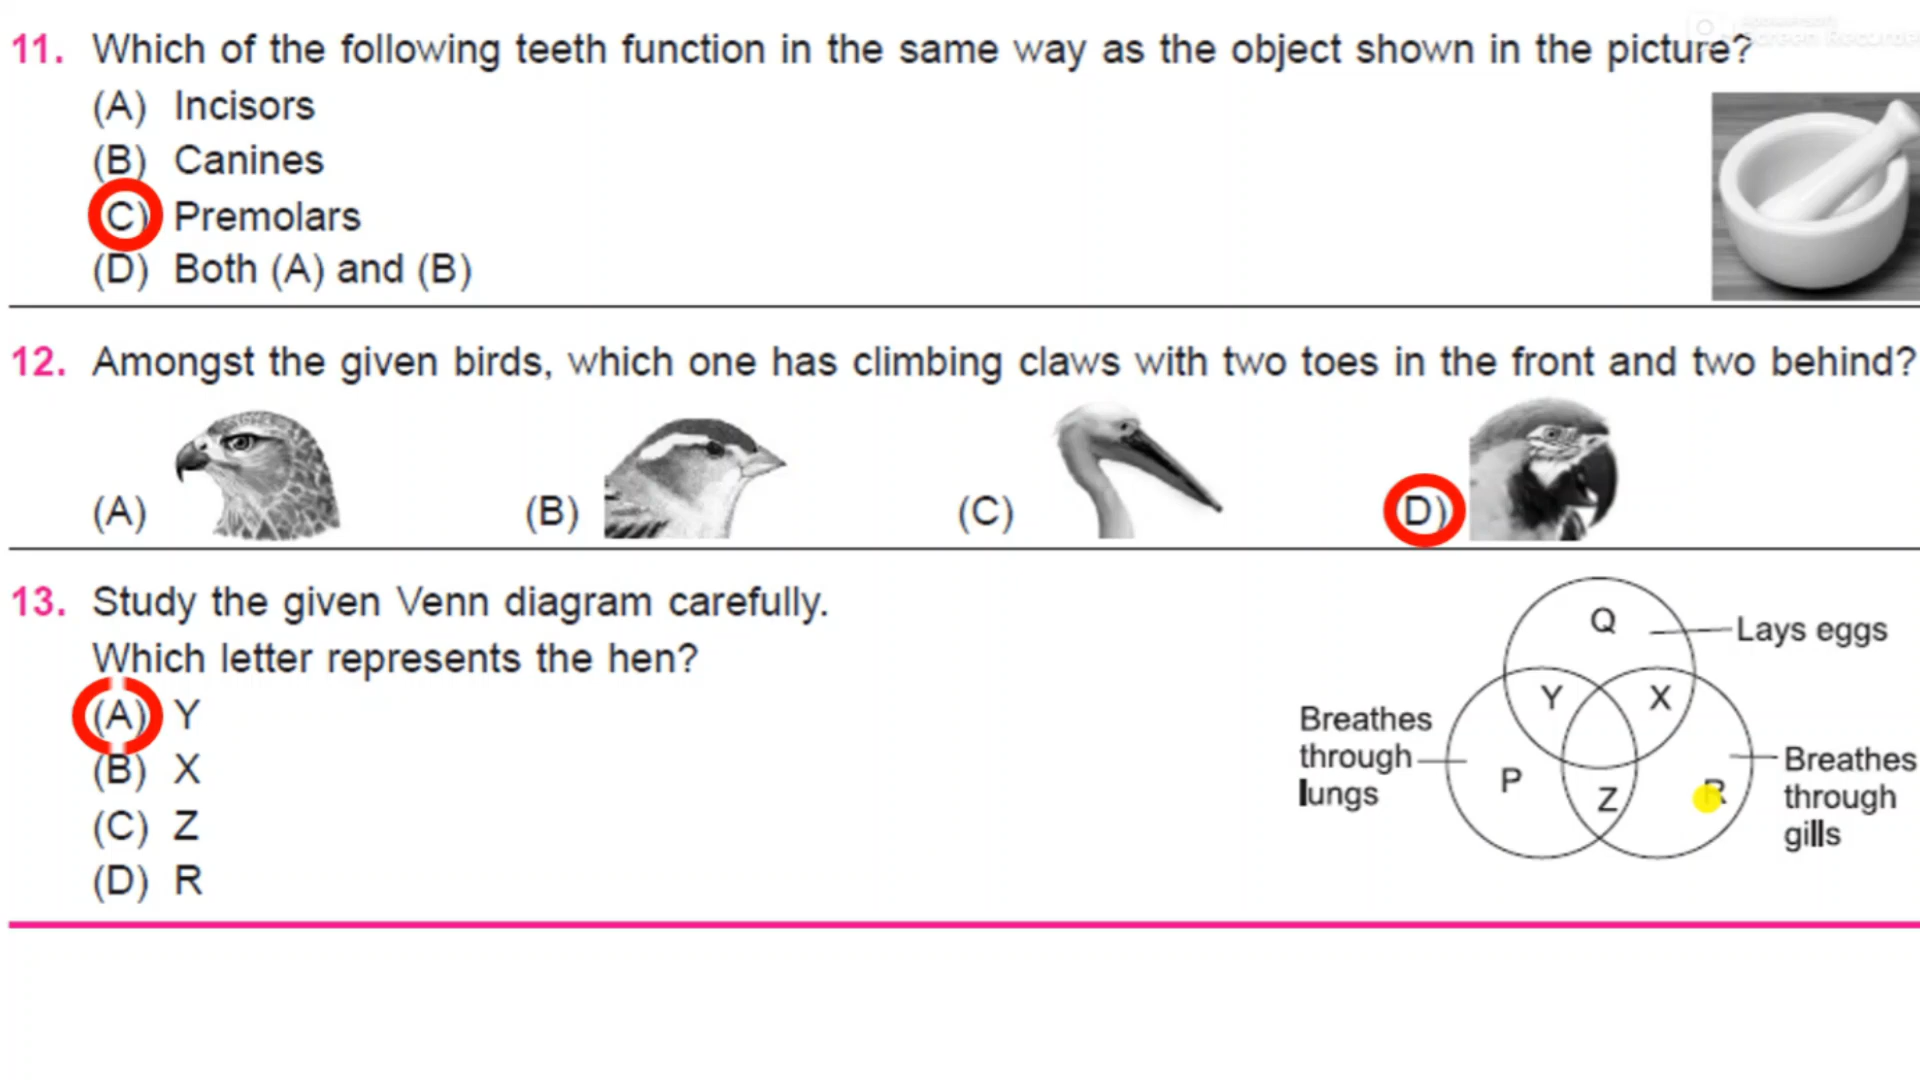 11. Which of the following teeth function in the same way as the object shown in the picture?
(A) Incisors
(B) Canines
(C) Premolars
(D) Both (A) and (B)
12. Amongst the given birds, which one has climbing claws with two toes in the front and two behind?
(A) (B) (C) (D)
13. Study the given Venn diagram carefully.
Which letter represents the hen?
(A) Y
(B) X
(C) Z
(D) R
Q
Lays eggs
Y X
Breathes
through
lungs
P Z R
Breathes
through
gills